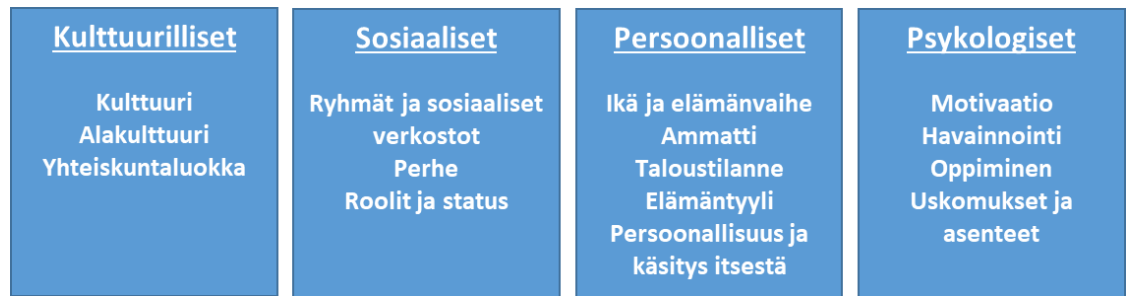 Kulttuurilliset
Kulttuuri
Alakulttuuri
Yhteiskuntaluokka
Sosiaaliset
Ryhmät ja sosiaaliset
verkostot
Perhe
Roolit ja status
Persoonalliset
Ikä ja elämänvaihe
Ammatti
Taloustilanne
Elämäntyyli
Persoonallisuus ja
käsitys itsestä
Psykologiset
Motivaatio
Havainnointi
Oppiminen
Uskomukset ja
asenteet